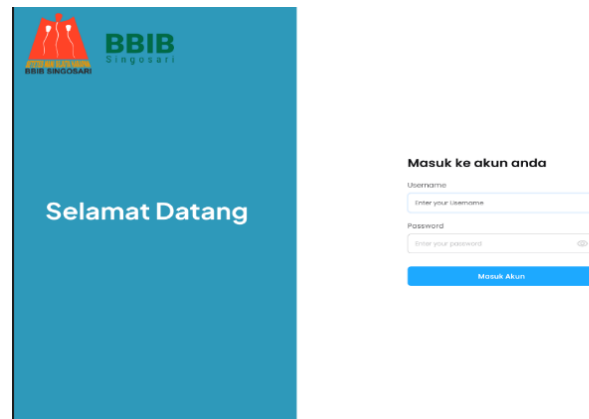 BBIB
Singosari
BBIB SINGOSARI
Selamat Datang
Masuk ke akun anda
Username
Enter your Username
Password
Enter your password
Masuk Akun